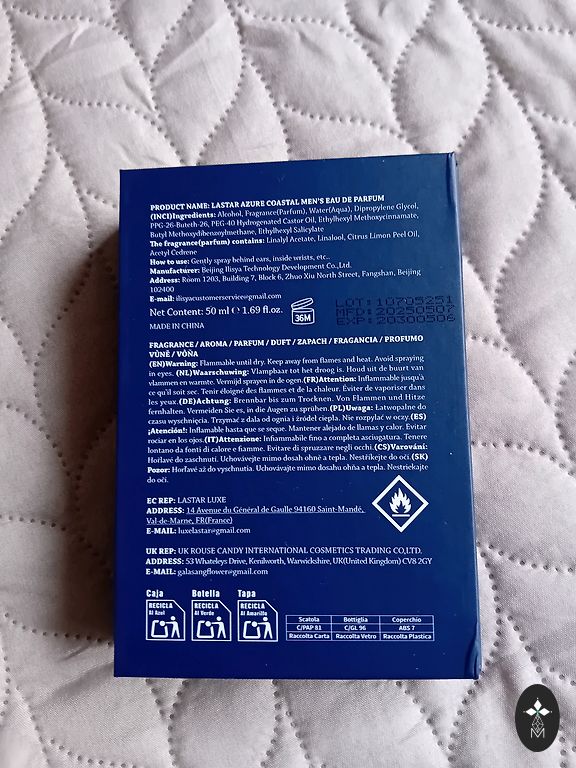 PRODUCT NAME: LASTAR AZURE COASTAL MEN'S EAU DE PARFUM
(INCI)Ingredients: Alcohol, Fragrance(Parfum), Water(Aqua), Dipropylene Glycol,
PPG-26-Buteth-26, PEG-40 Hydrogenated Castor Oil, Ethylhexyl Methoxycinnamate,
Butyl Methoxydibenzoylmethane, Ethylhexyl Salicylate
The fragrance(parfum) contains: Linalyl Acetate, Linalool, Citrus Limon Peel Oil,
Acetyl Cedrene
How to use: Gently spray behind ears, inside wrists, etc..
Manufacturer: Beijing Ilisya Technology Development Co.,Ltd.
Address: Room 1203, Building 7, Block 6, Zhuo Xiu North Street, Fangshan, Beijing
102400
E-mail: ilisyacustomerservice@gmail.com
Net Content: 50 ml ℮ 1.69 fl.oz.
36M
LOT: 10705251
MFD: 20250507
EXP: 20300506
MADE IN CHINA
FRAGRANCE / AROMA / PARFUM / DUFT / ZAPACH / FRAGANCIA / PROFUMO
VŮNĚ / VÔŇA
(EN)Warning: Flammable until dry. Keep away from flames and heat. Avoid spraying
in eyes. (NL)Waarschuwing: Vlampbaar tot het droog is. Houd uit de buurt van
vlammen en warmte. Vermijd sprayen in de ogen.(FR)Attention: Inflammable jusqu'à
ce qu'il soit sec. Tenir éloigné des flammes et de la chaleur. Éviter de vaporiser dans
les yeux.(DE)Achtung: Brennbar bis zum Trocknen. Von Flammen und Hitze
fernhalten. Vermeiden Sie es, in die Augen zu sprühen.(PL)Uwaga: Łatwopalne do
czasu wyschnięcia. Trzymać z dala od ognia i źródeł ciepła. Nie rozpylać w oczy.(ES)
¡Atención!: Inflamable hasta que se seque. Mantener alejado de llamas y calor. Evitar
rociar en los ojos.(IT)Attenzione: Infiammabile fino a completa asciugatura. Tenere
lontano da fonti di calore e fiamme. Evitare di spruzzare negli occhi.(CS)Varování:
Hořlavé do zaschnutí. Uchovávejte mimo dosah ohně a tepla. Nestříkejte do očí.(SK)
Pozor: Horľavé až do vyschnutia. Uchovávajte mimo dosahu ohňa a tepla. Nestriekajte
do očí.
EC REP: LASTAR LUXE
ADDRESS: 14 Avenue du Général de Gaulle 94160 Saint-Mandé,
Val-de-Marne, FR(France)
E-MAIL: luxelastar@gmail.com
UK REP: UK ROUSE CANDY INTERNATIONAL COSMETICS TRADING CO.,LTD.
ADDRESS: 53 Whateleys Drive, Kenilworth, Warwickshire, UK(United Kingdom) CV8 2GY
E-MAIL: galasangflower@gmail.com
Caja Botella Tapa
RECICLA RECICLA RECICLA
Al Azul Al Verde Al Amarillo
Scatola Bottiglia Coperchio
C/PAP 81 C/GL 96 ABS 7
Raccolta Carta Raccolta Vetro Raccolta Plastica
M